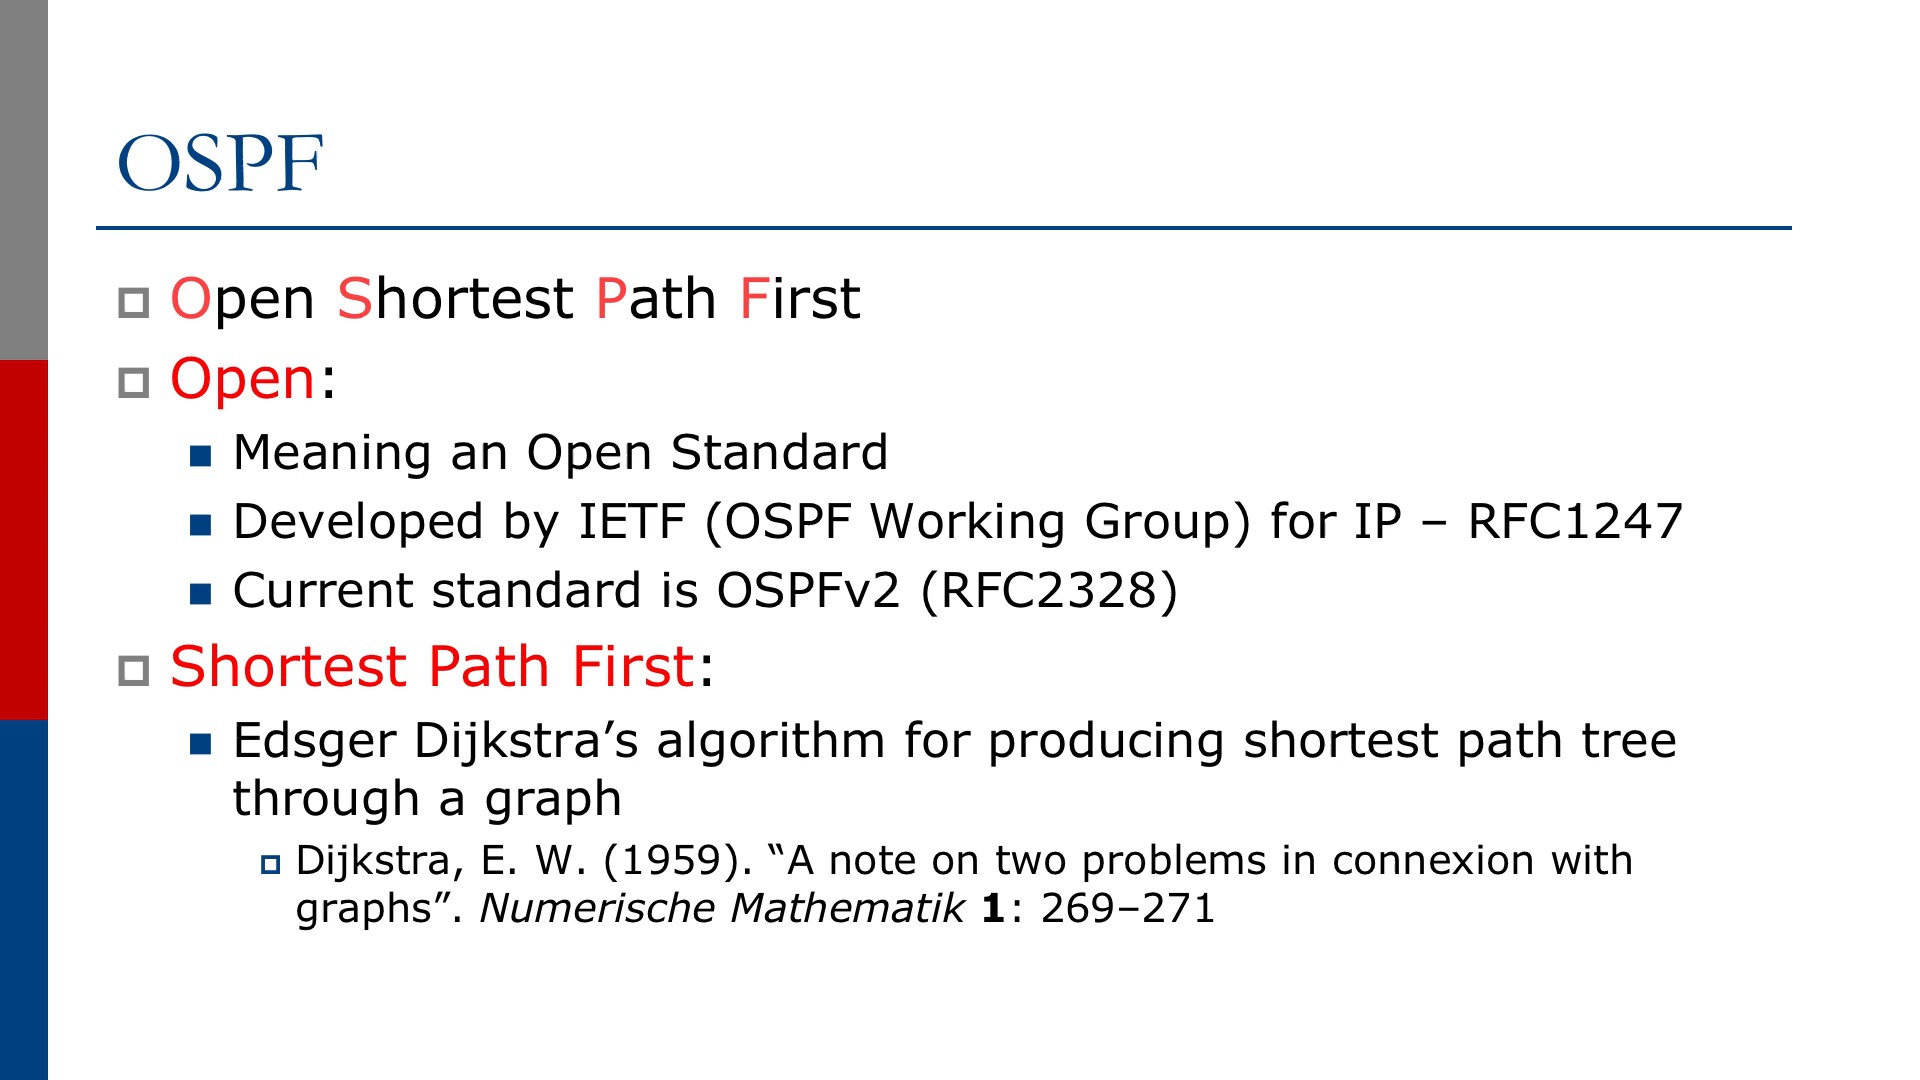 OSPF
Open Shortest Path First
Open:
Meaning an Open Standard
Developed by IETF (OSPF Working Group) for IP – RFC1247
Current standard is OSPFv2 (RFC2328)
Shortest Path First:
Edsger Dijkstra’s algorithm for producing shortest path tree
through a graph
Dijkstra, E. W. (1959). “A note on two problems in connexion with
graphs”. Numerische Mathematik 1: 269–271